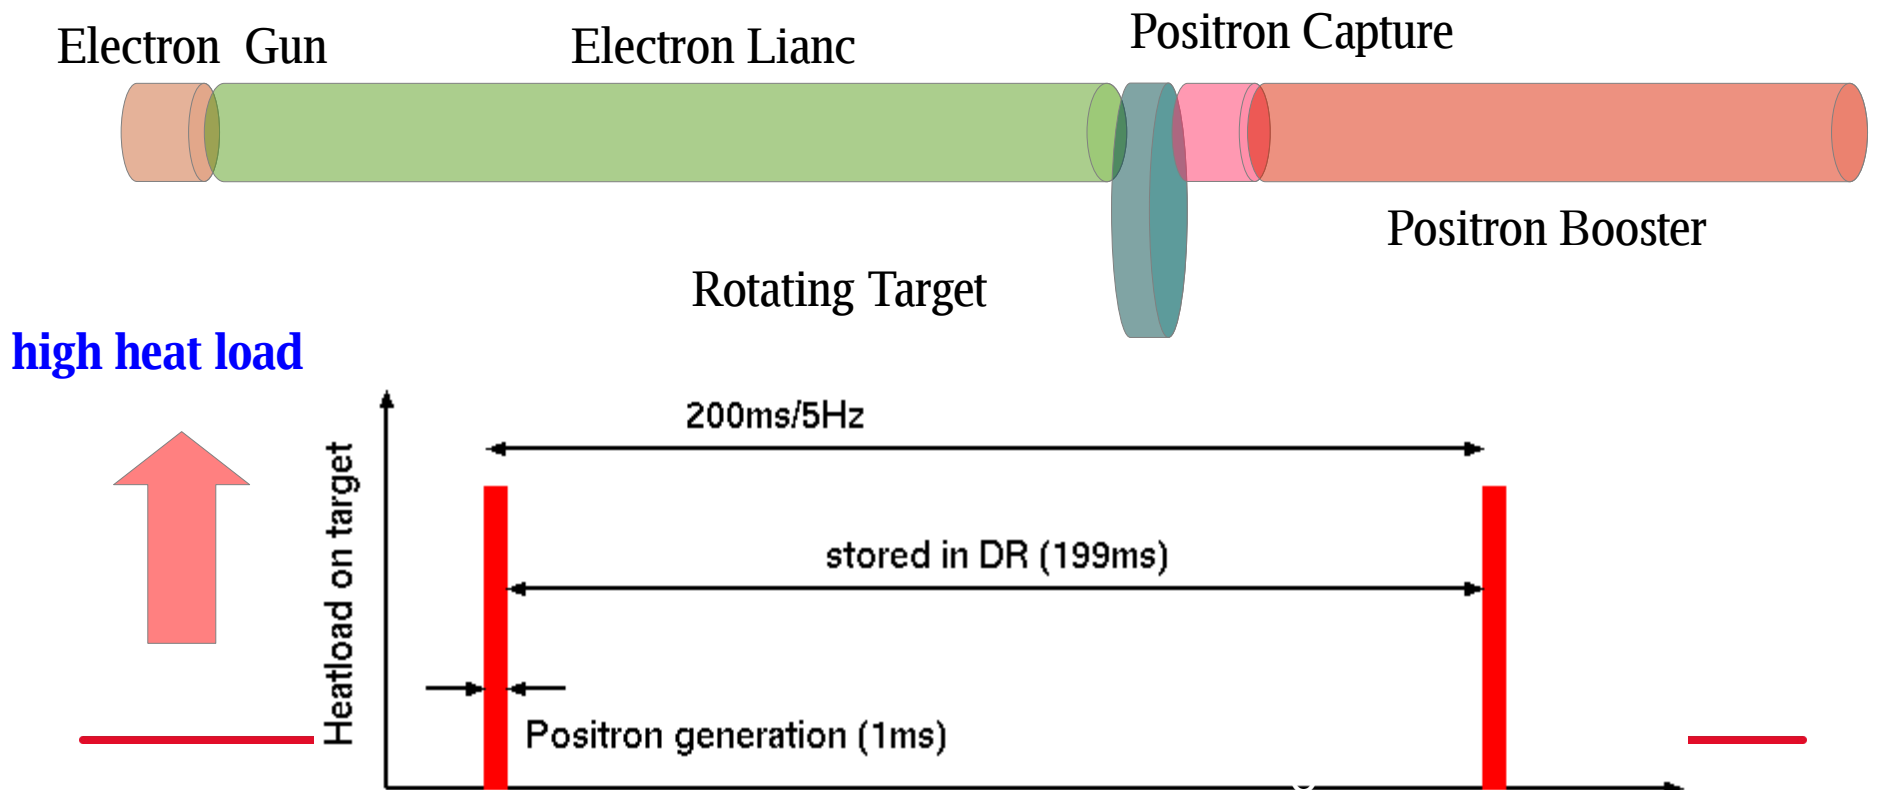 Electron Gun
Electron Lianc
Positron Capture
Positron Booster
Rotating Target
high heat load
200ms/5Hz
Heatload on target
stored in DR (199ms)
Positron generation (1ms)